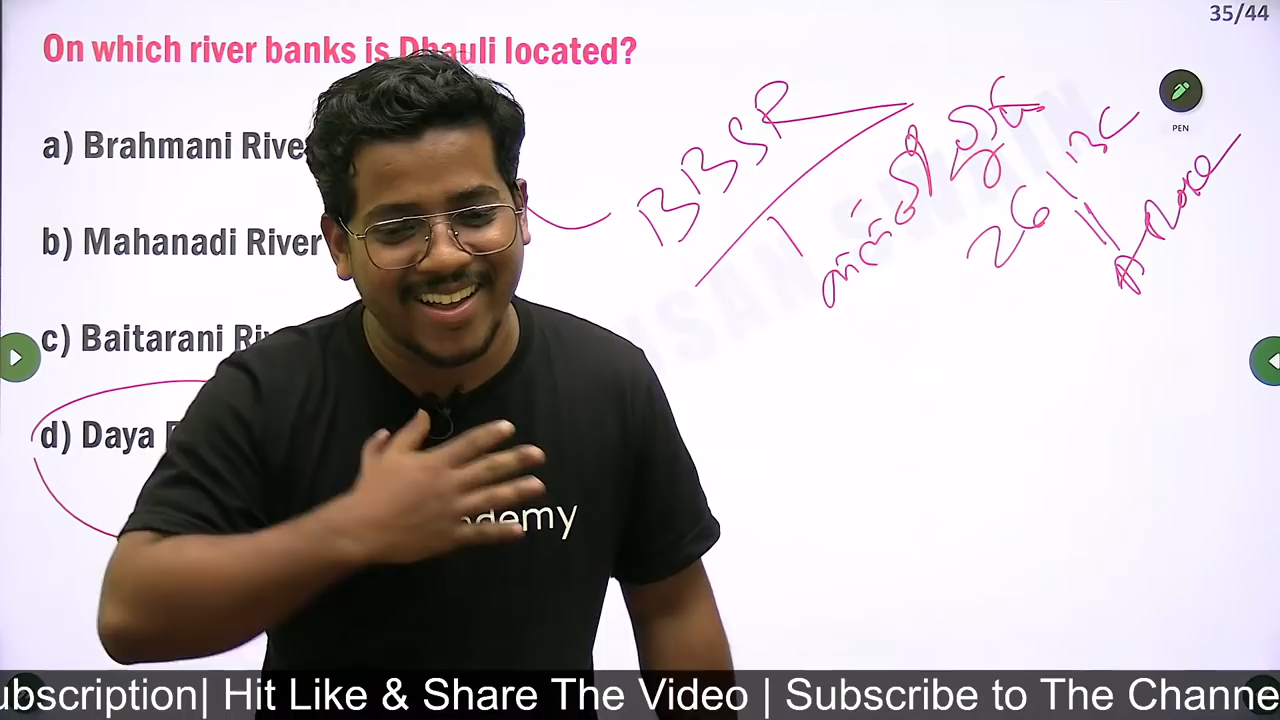 35/44
On which river banks is Dhauli located?
a) Brahmani Rive
b) Mahanadi River
c) Baitarani Ri
d) Daya
PEN
BBSR
26 BC
demy
ubscription| Hit Like & Share The Video | Subscribe to The Channe